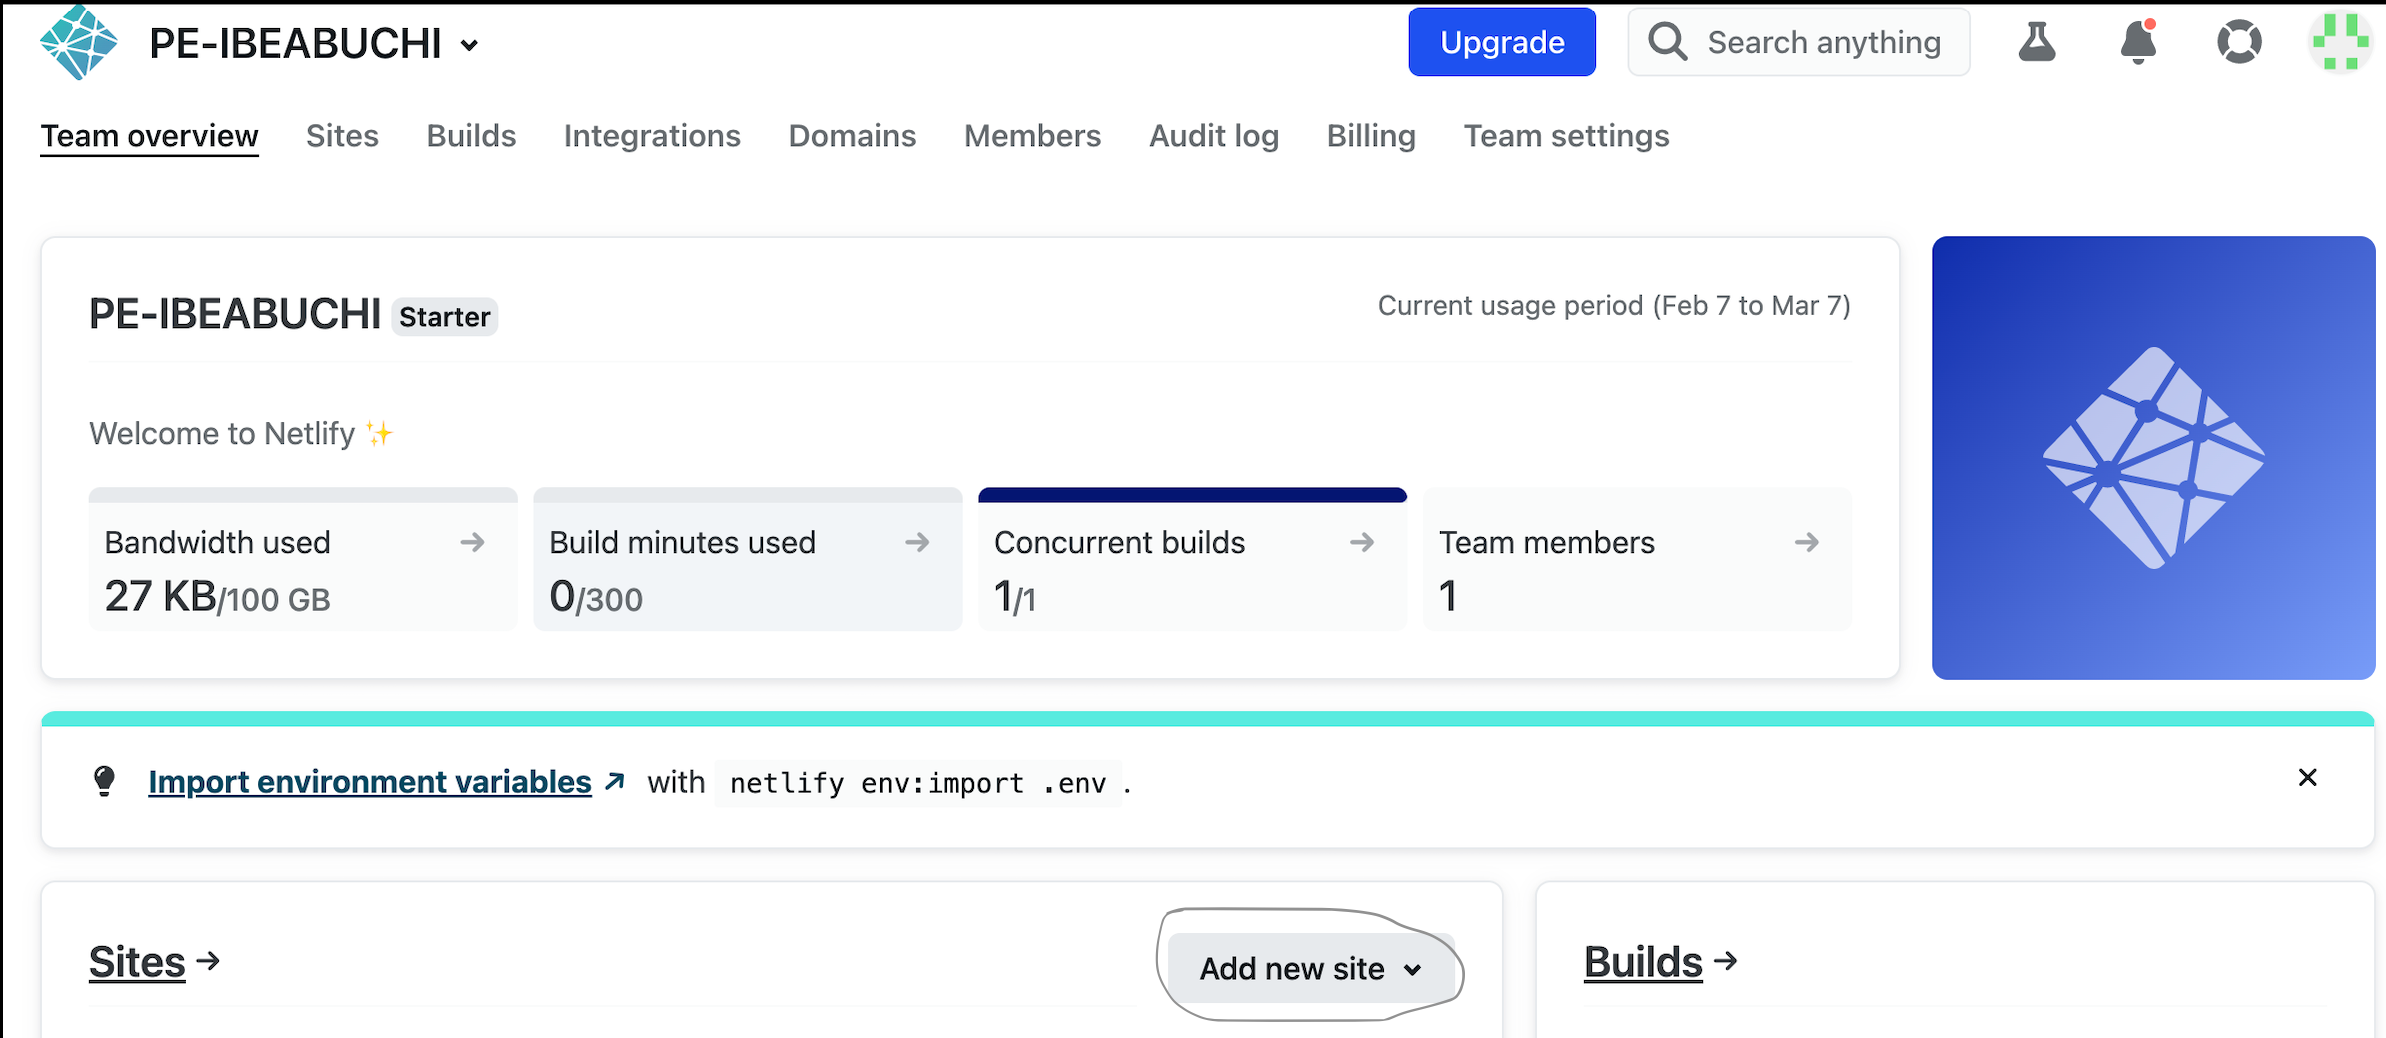 PE-IBEABUCHI
Upgrade
Search anything
Team overview Sites Builds Integrations Domains Members Audit log Billing Team settings
PE-IBEABUCHI Starter
Current usage period (Feb 7 to Mar 7)
Welcome to Netlify ✨
Bandwidth used →
27 KB/100 GB
Build minutes used →
0/300
Concurrent builds →
1/1
Team members →
1
Import environment variables ↗ with netlify env:import .env .
Sites →
Add new site
Builds →